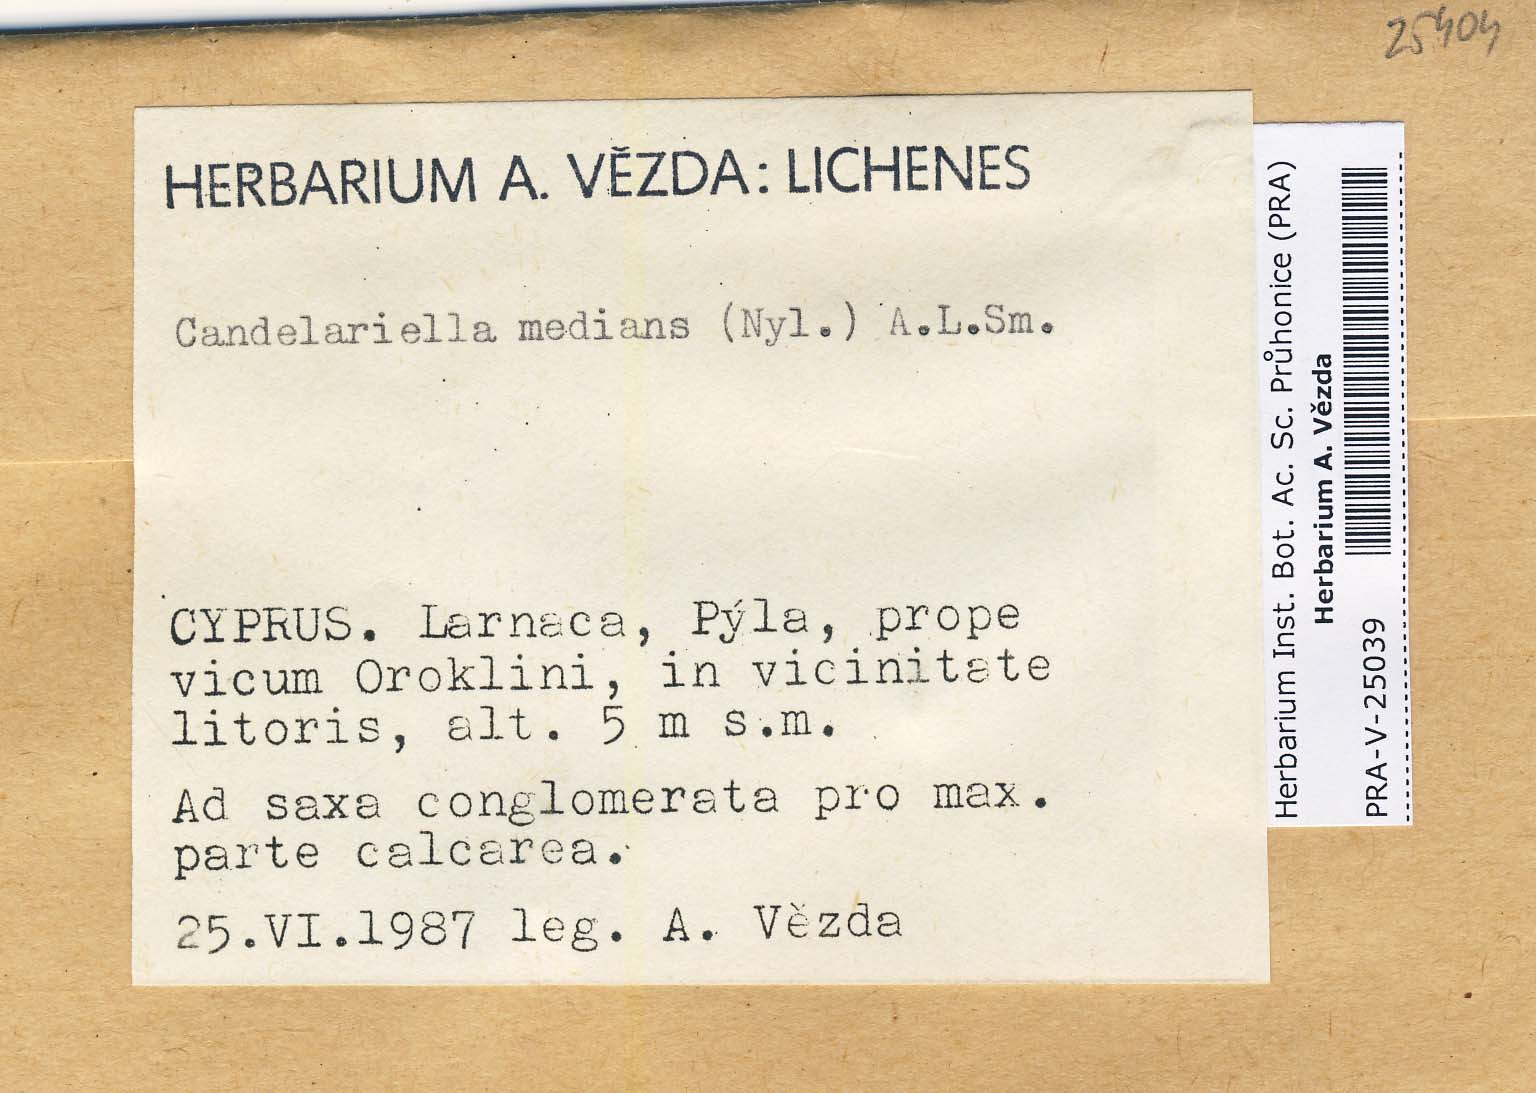 25404
HERBARIUM A. VĚZDA: LICHENES
Candelariella medians (Nyl.) A.L.Sm.
CYPRUS. Larnaca, Pýla, prope
vicum Oroklini, in vicinitate
litoris, alt. 5 m s.m.
Ad saxa conglomerata pro max.
parte calcarea.
25.VI.1987 leg. A. Vězda
Herbarium Inst. Bot. Ac. Sc. Průhonice (PRA)
Herbarium A. Vězda
PRA-V-25039